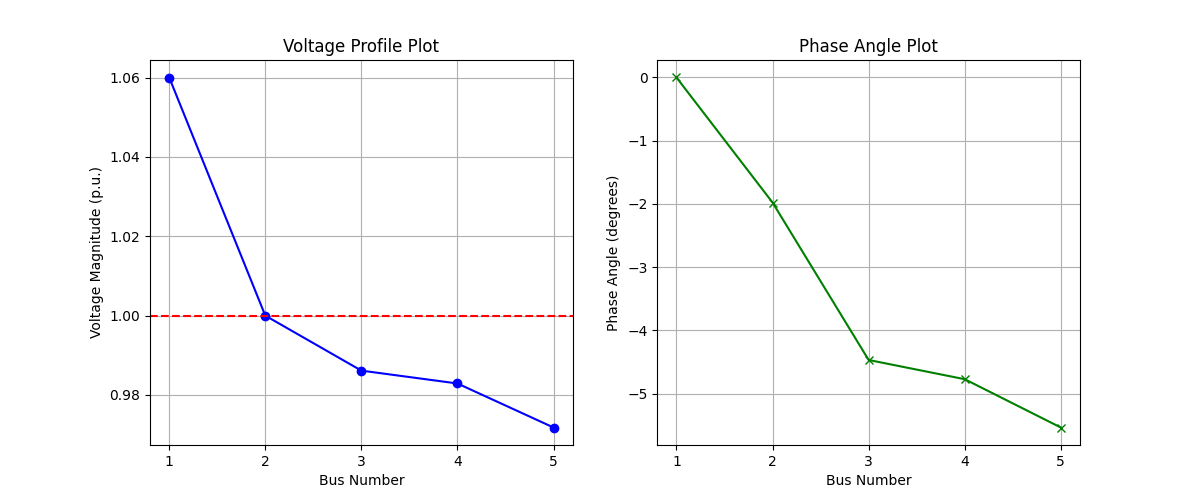 Voltage Profile Plot
Voltage Magnitude (p.u.)
1.06
1.04
1.02
1.00
0.98
1 2 3 4 5
Bus Number
Phase Angle Plot
Phase Angle (degrees)
0
−1
−2
−3
−4
−5
1 2 3 4 5
Bus Number